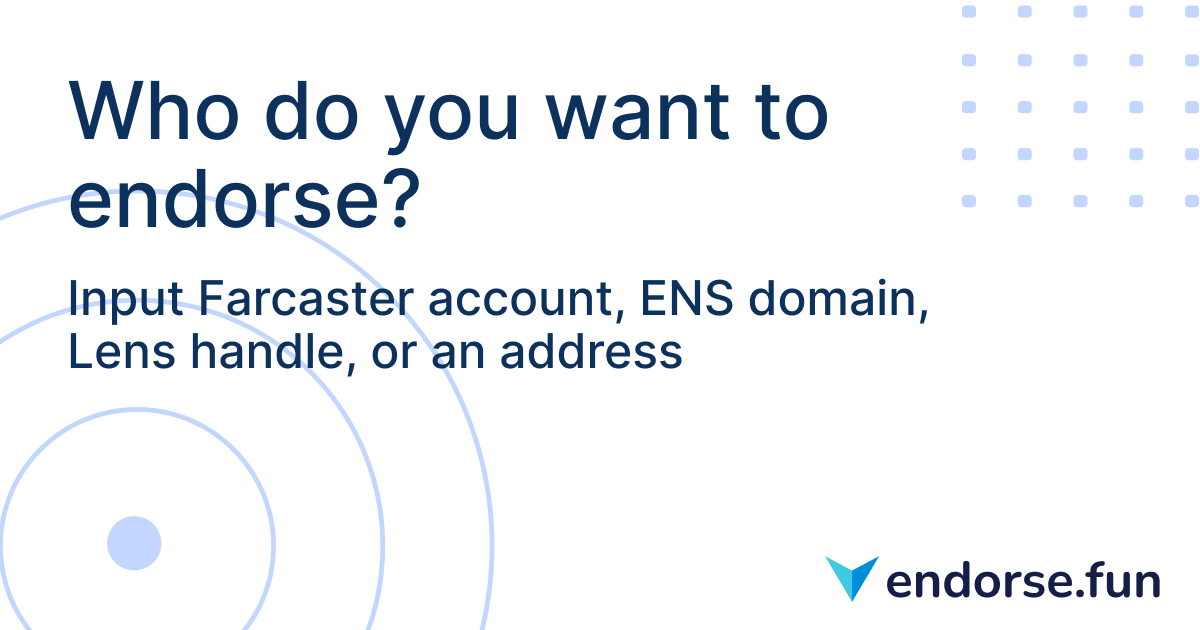 Who do you want to
endorse?
Input Farcaster account, ENS domain,
Lens handle, or an address
endorse.fun